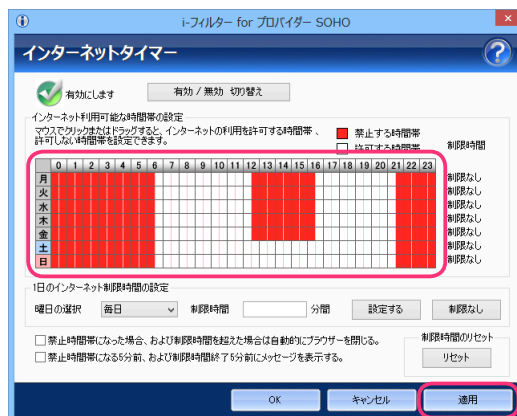 i-フィルター for プロバイダー SOHO
インターネットタイマー
有効にします
有効 / 無効 切り替え
インターネット利用可能な時間帯の設定
マウスでクリックまたはドラッグすると、インターネットの利用を許可する時間帯、
許可しない時間帯を設定できます。
禁止する時間帯
許可する時間帯
制限時間
0 1 2 3 4 5 6 7 8 9 10 11 12 13 14 15 16 17 18 19 20 21 22 23
月 制限なし
火 制限なし
水 制限なし
木 制限なし
金 制限なし
土 制限なし
日 制限なし
1日のインターネット制限時間の設定
曜日の選択 毎日 制限時間 分間 設定する 制限なし
禁止時間帯になった場合、および制限時間を超えた場合は自動的にブラウザーを閉じる。
禁止時間帯になる5分前、および制限時間終了5分前にメッセージを表示する。
制限時間のリセット
リセット
OK キャンセル 適用